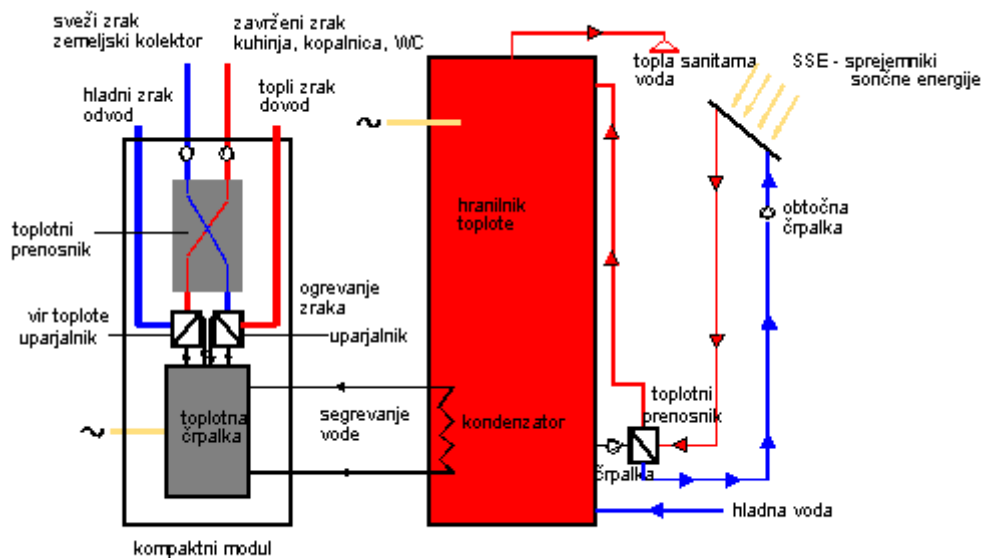 sveži zrak
zemeljski kolektor
zavrženi zrak
kuhinja, kopalnica, WC
hladni zrak
odvod
topli zrak
dovod
topla sanitarna
voda
SSE - sprejemniki
sončne energije
~
hranilnik
toplote
obtočna
črpalka
toplotni
prenosnik
ogrevanje
zraka
vir toplote
uparjalnik
uparjalnik
toplotna
črpalka
~
segrevanje
vode
kondenzator
toplotni
prenosnik
črpalka
hladna voda
kompaktni modul